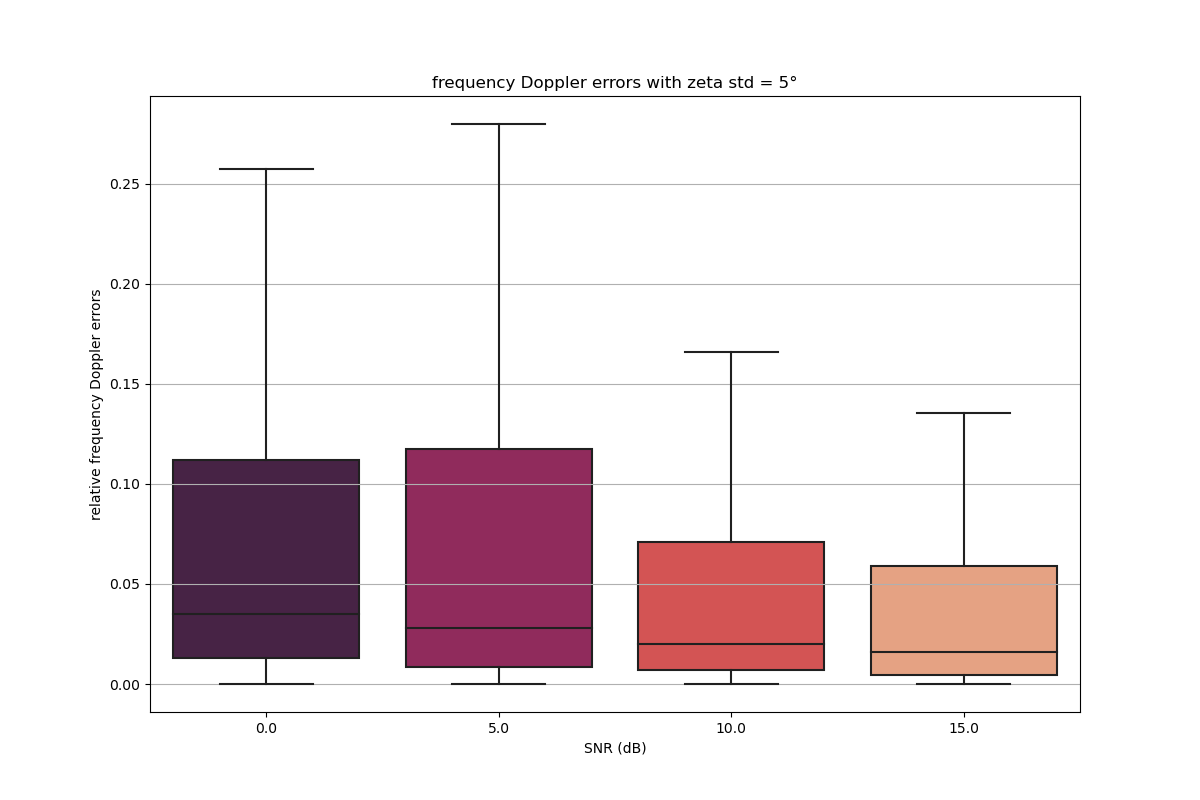 frequency Doppler errors with zeta std = 5°
relative frequency Doppler errors
0.25
0.20
0.15
0.10
0.05
0.00
0.0 5.0 10.0 15.0
SNR (dB)